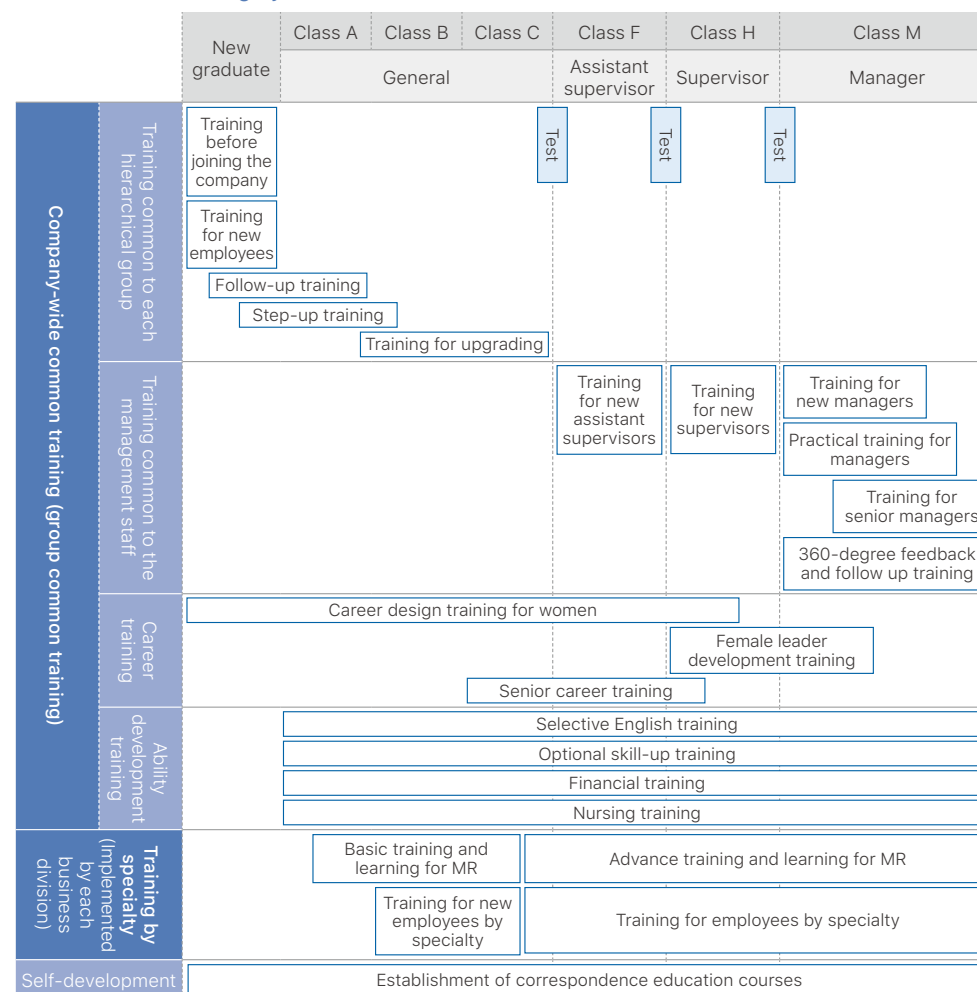 New
graduate
Class A
Class B
Class C
Class F
Class H
Class M
General
Assistant
supervisor
Supervisor
Manager
Company-wide common training (group common training)
Training common to each
hierarchical group
Training
before
joining the
company
Test
Test
Test
Training
for new
employees
Follow-up training
Step-up training
Training for upgrading
Training common to the
management staff
Training
for new
assistant
supervisors
Training
for new
supervisors
Training for
new managers
Practical training for
managers
Training for
senior managers
360-degree feedback
and follow up training
Career
training
Career design training for women
Female leader
development training
Senior career training
Ability
development
training
Selective English training
Optional skill-up training
Financial training
Nursing training
Training by
specialty
(Implemented
by each
business
division)
Basic training and
learning for MR
Advance training and learning for MR
Training for new
employees by
specialty
Training for employees by specialty
Self-development
Establishment of correspondence education courses